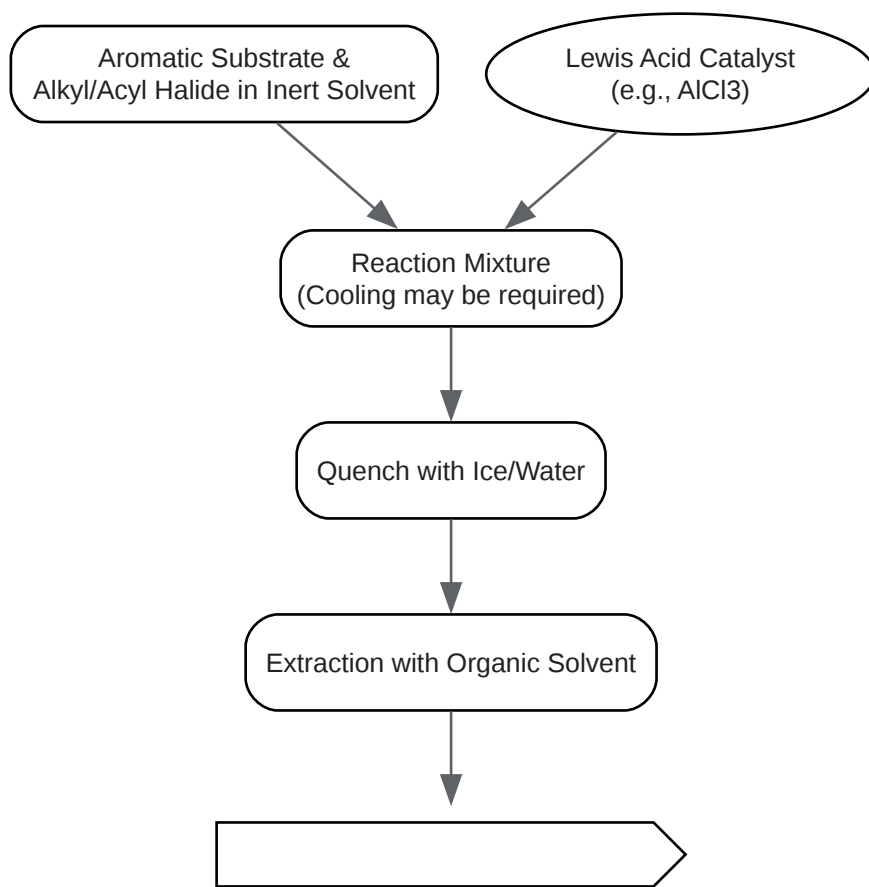 Aromatic Substrate &
Alkyl/Acyl Halide in Inert Solvent
Lewis Acid Catalyst
(e.g., AlCl3)
Reaction Mixture
(Cooling may be required)
Quench with Ice/Water
Extraction with Organic Solvent